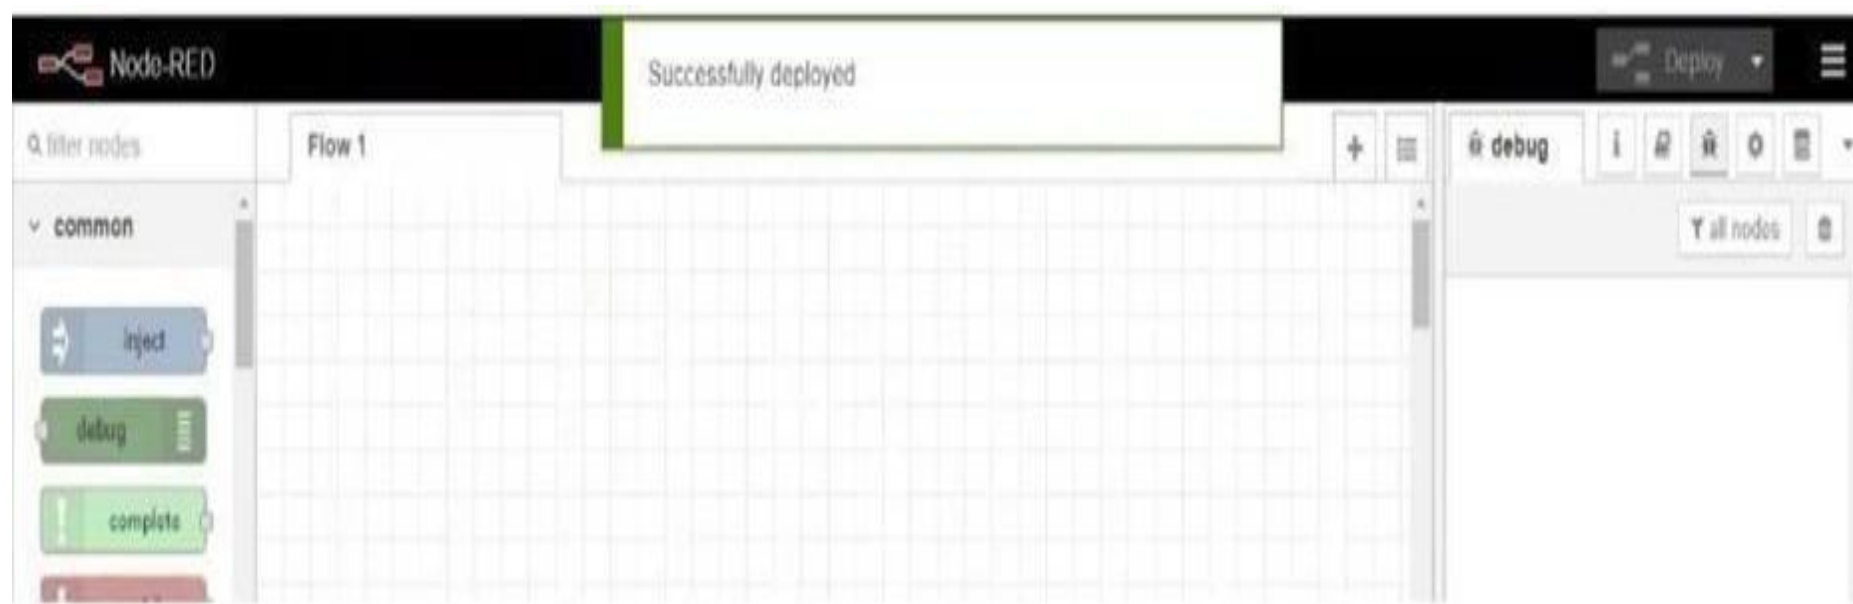 Node-RED
Successfully deployed
Deploy
filter nodes
Flow 1
debug
i
common
all nodes
inject
debug
complete